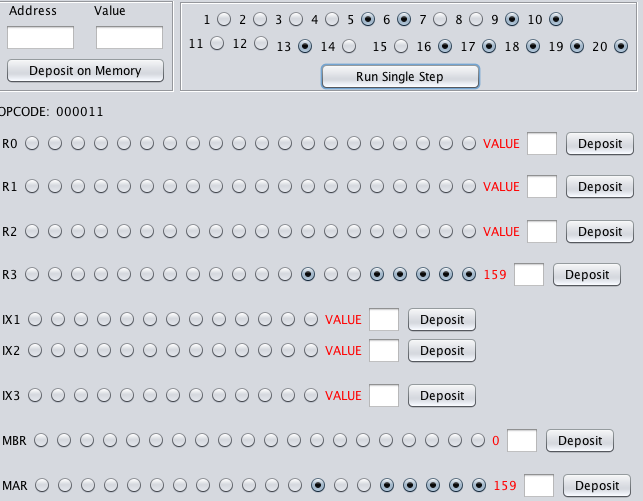 Address Value
Deposit on Memory
1 2 3 4 5 6 7 8 9 10
11 12 13 14 15 16 17 18 19 20
Run Single Step
OPCODE: 000011
R0 VALUE Deposit
R1 VALUE Deposit
R2 VALUE Deposit
R3 159 Deposit
IX1 VALUE Deposit
IX2 VALUE Deposit
IX3 VALUE Deposit
MBR 0 Deposit
MAR 159 Deposit